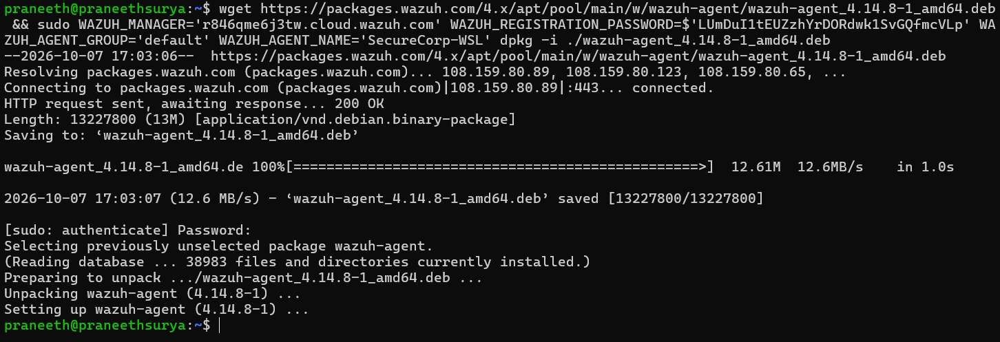 praneeth@praneethsurya:~$ wget https://packages.wazuh.com/4.x/apt/pool/main/w/wazuh-agent/wazuh-agent_4.14.8-1_amd64.deb
 && sudo WAZUH_MANAGER='r846qme6j3tw.cloud.wazuh.com' WAZUH_REGISTRATION_PASSWORD=$'LUmDuI1tEUZzhYrDORdwk1SvGQfmcVLp' WA
ZUH_AGENT_GROUP='default' WAZUH_AGENT_NAME='SecureCorp-WSL' dpkg -i ./wazuh-agent_4.14.8-1_amd64.deb
--2026-10-07 17:03:06--  https://packages.wazuh.com/4.x/apt/pool/main/w/wazuh-agent/wazuh-agent_4.14.8-1_amd64.deb
Resolving packages.wazuh.com (packages.wazuh.com)... 108.159.80.89, 108.159.80.123, 108.159.80.65, ...
Connecting to packages.wazuh.com (packages.wazuh.com)|108.159.80.89|:443... connected.
HTTP request sent, awaiting response... 200 OK
Length: 13227800 (13M) [application/vnd.debian.binary-package]
Saving to: ‘wazuh-agent_4.14.8-1_amd64.deb’

wazuh-agent_4.14.8-1_amd64.de 100%[=================================================>]  12.61M  12.6MB/s    in 1.0s

2026-10-07 17:03:07 (12.6 MB/s) - ‘wazuh-agent_4.14.8-1_amd64.deb’ saved [13227800/13227800]

[sudo: authenticate] Password:
Selecting previously unselected package wazuh-agent.
(Reading database ... 38983 files and directories currently installed.)
Preparing to unpack .../wazuh-agent_4.14.8-1_amd64.deb ...
Unpacking wazuh-agent (4.14.8-1) ...
Setting up wazuh-agent (4.14.8-1) ...
praneeth@praneethsurya:~$